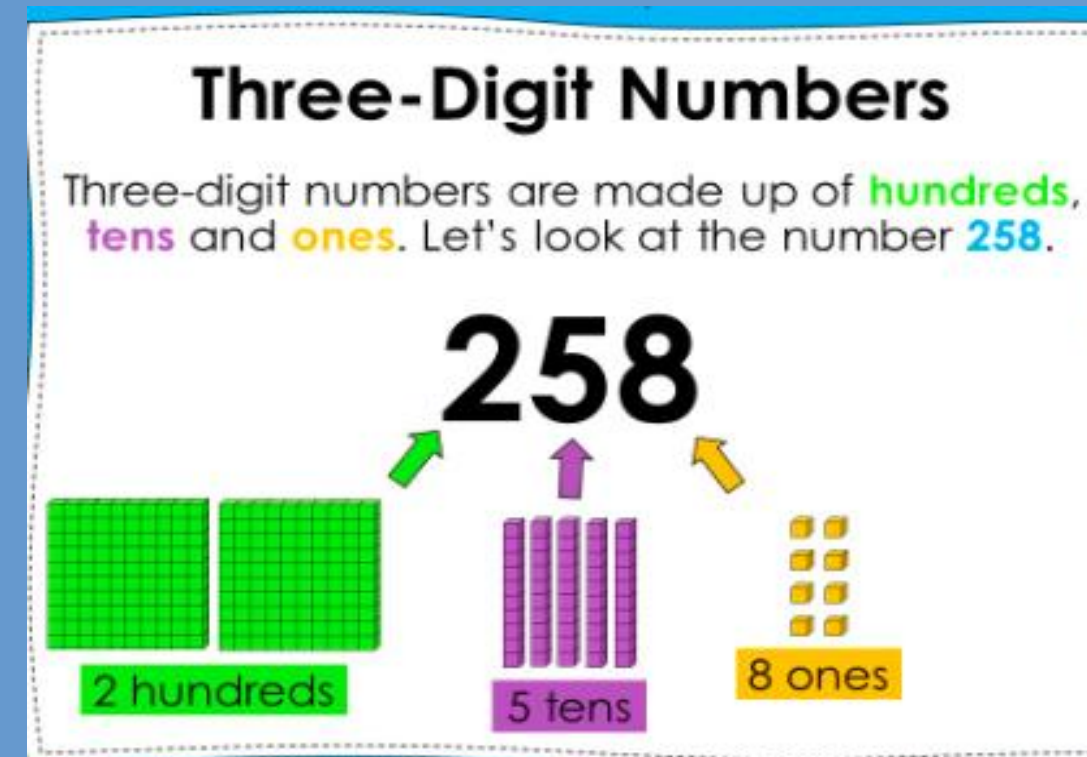 Three-Digit Numbers
Three-digit numbers are made up of hundreds,
tens and ones. Let's look at the number 258.
258
2 hundreds
5 tens
8 ones